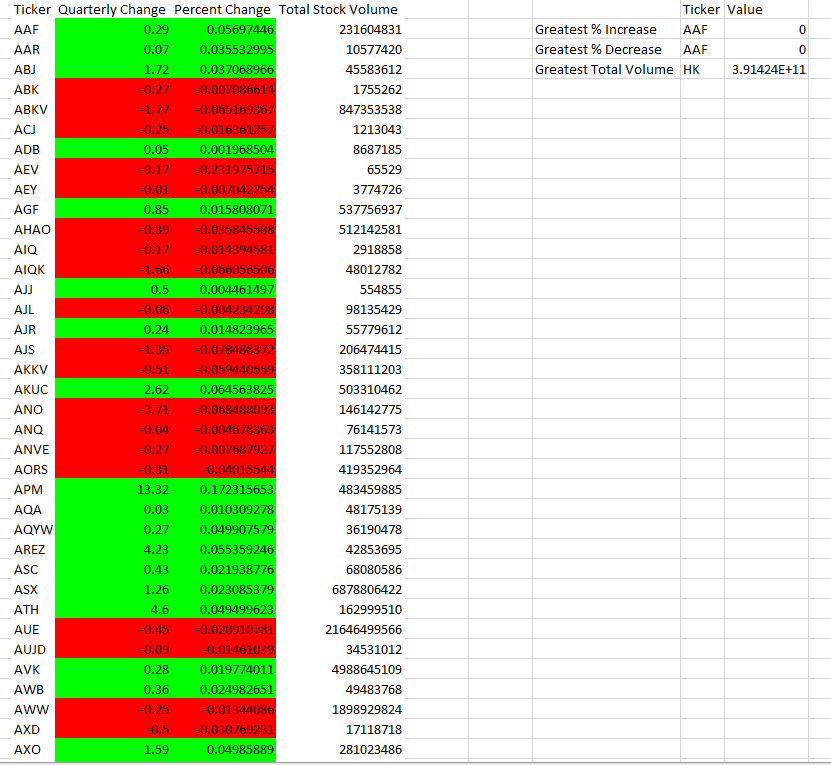 Ticker Quarterly Change Percent Change Total Stock Volume Ticker Value
AAF 0.29 0.05697446 231604831 Greatest % Increase AAF 0
AAR 0.07 0.035532995 10577420 Greatest % Decrease AAF 0
ABJ 1.72 0.037068966 45583612 Greatest Total Volume HK 3.91424E+11
ABK -0.27 -0.007086614 1755262
ABKV -1.77 -0.065169367 847353538
ACJ -0.25 -0.016361257 1213043
ADB 0.05 0.001968504 8687185
AEV -9.17 -0.231975715 65529
AEY -0.01 -0.007042254 3774726
AGF 0.85 0.015808071 537756937
AHAO -0.39 -0.035845588 512142581
AIQ -0.17 -0.014394581 2918858
AIQK -1.66 -0.066056506 48012782
AJJ 0.5 0.004461497 554855
AJL -0.06 -0.004234298 98135429
AJR 0.24 0.014823965 55779612
AJS -1.35 -0.078488372 206474415
AKKV -0.51 -0.059440559 358111203
AKUC 2.62 0.064563825 503310462
ANO -3.71 -0.068488093 146142775
ANQ -0.04 -0.004678363 76141573
ANVE -0.27 -0.007687927 117552808
AORS -0.31 -0.04015544 419352964
APM 13.32 0.172315653 483459885
AQA 0.03 0.010309278 48175139
AQYW 0.27 0.049907579 36190478
AREZ 4.23 0.055359246 42853695
ASC 0.43 0.021938776 68080586
ASX 1.26 0.023085379 6878806422
ATH 4.6 0.049499623 162999510
AUE -0.45 -0.020910781 21646499566
AUJD -0.09 -0.01461039 34531012
AVK 0.28 0.019774011 4988645109
AWB 0.36 0.024982651 49483768
AWW -0.25 -0.01344086 1898929824
AXD -0.5 -0.030769231 17118718
AXO 1.59 0.04985889 281023486